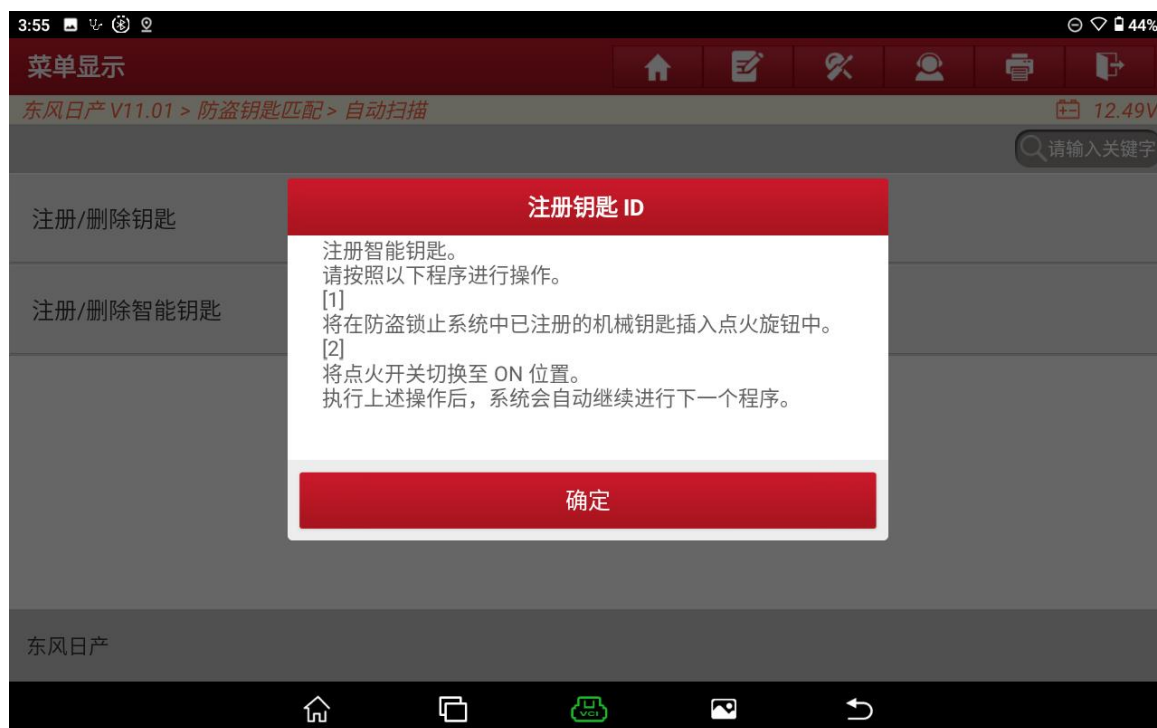 3:55
44%
菜单显示
东风日产 V11.01 > 防盗钥匙匹配 > 自动扫描
12.49V
请输入关键字
注册/删除钥匙
注册/删除智能钥匙
注册钥匙 ID
注册智能钥匙。
请按照以下程序进行操作。
[1]
将在防盗锁止系统中已注册的机械钥匙插入点火旋钮中。
[2]
将点火开关切换至 ON 位置。
执行上述操作后，系统会自动继续进行下一个程序。
确定
东风日产
VCI